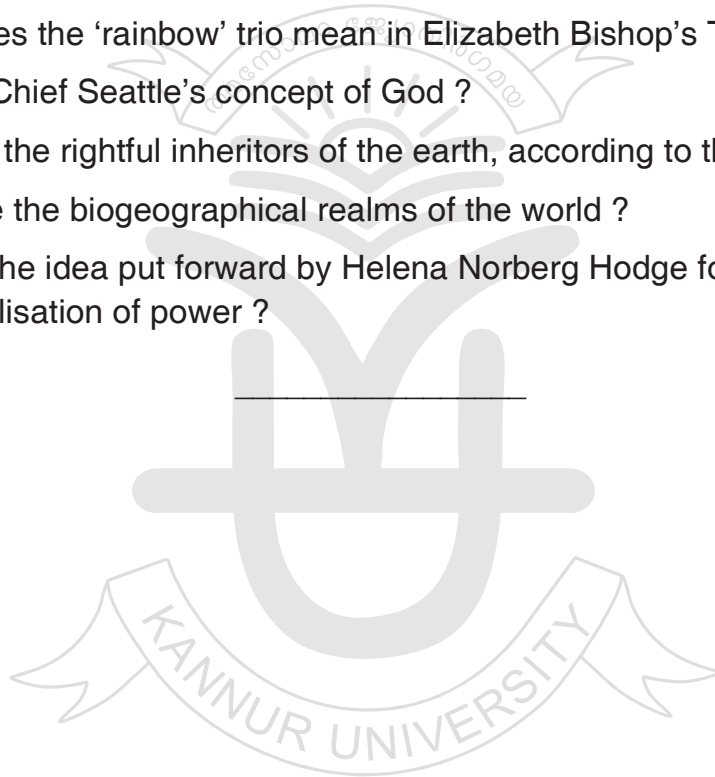 es the ‘rainbow’ trio mean in Elizabeth Bishop’s T
Chief Seattle’s concept of God ?
the rightful inheritors of the earth, according to th
e the biogeographical realms of the world ?
he idea put forward by Helena Norberg Hodge fo
lisation of power ?
KANNUR UNIVERSITY